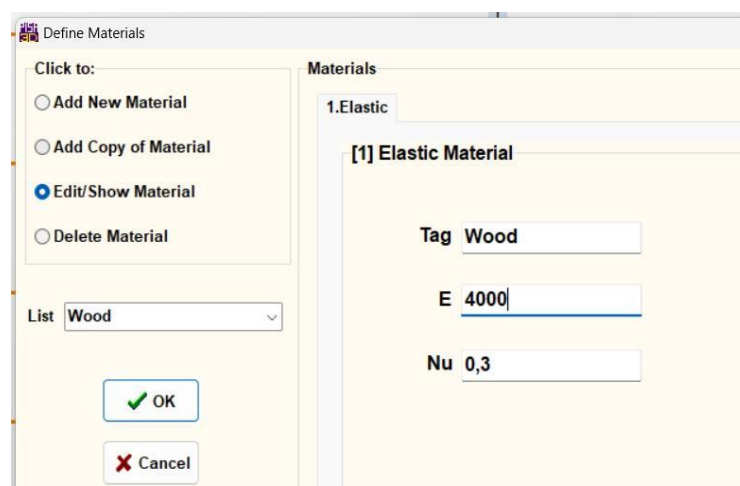 Define Materials
Click to:
Add New Material
Add Copy of Material
Edit/Show Material
Delete Material
List Wood
OK
Cancel
Materials
1.Elastic
[1] Elastic Material
Tag Wood
E 4000
Nu 0,3